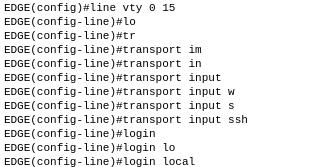 EDGE(config)#line vty 0 15
EDGE(config-line)#lo
EDGE(config-line)#tr
EDGE(config-line)#transport im
EDGE(config-line)#transport in
EDGE(config-line)#transport input
EDGE(config-line)#transport input w
EDGE(config-line)#transport input s
EDGE(config-line)#transport input ssh
EDGE(config-line)#login
EDGE(config-line)#login lo
EDGE(config-line)#login local